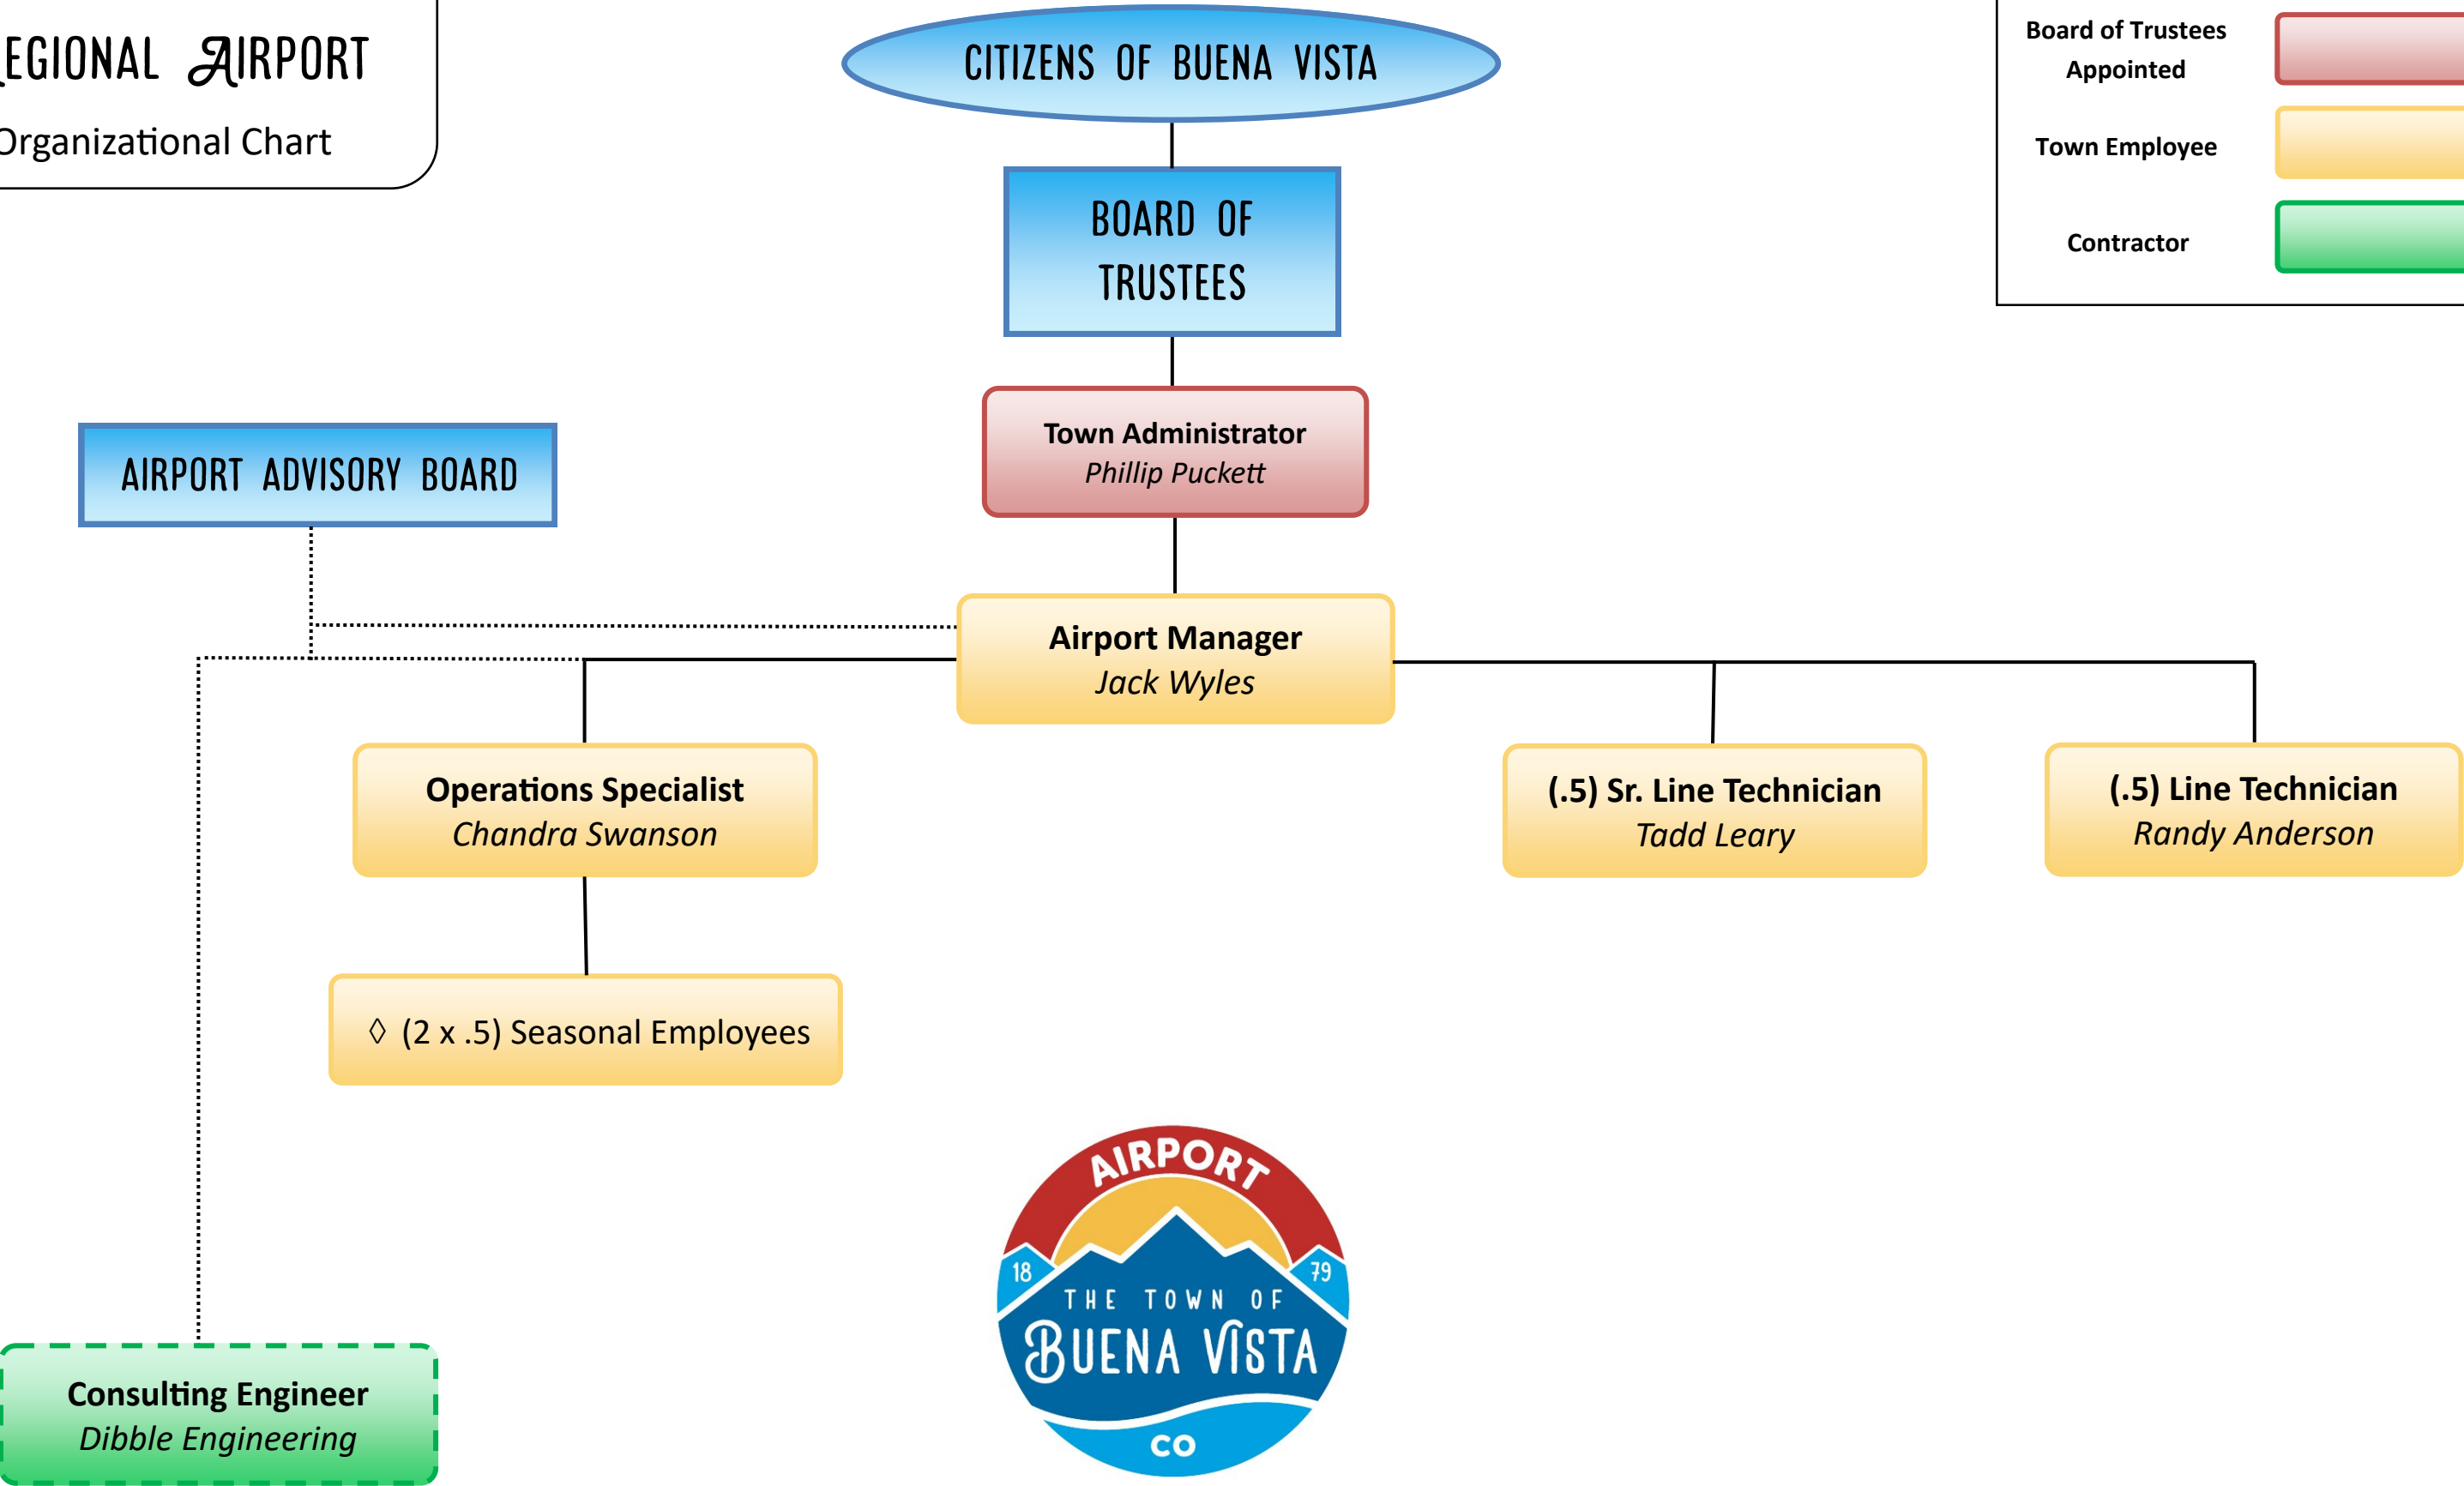 EGIONAL AIRPORT
Organizational Chart
CITIZENS OF BUENA VISTA
Board of Trustees
Appointed
Town Employee
Contractor
BOARD OF
TRUSTEES
Town Administrator
Phillip Puckett
AIRPORT ADVISORY BOARD
Airport Manager
Jack Wyles
Operations Specialist
Chandra Swanson
(.5) Sr. Line Technician
Tadd Leary
(.5) Line Technician
Randy Anderson
◊ (2 x .5) Seasonal Employees
AIRPORT
18 79
THE TOWN OF
BUENA VISTA
CO
Consulting Engineer
Dibble Engineering